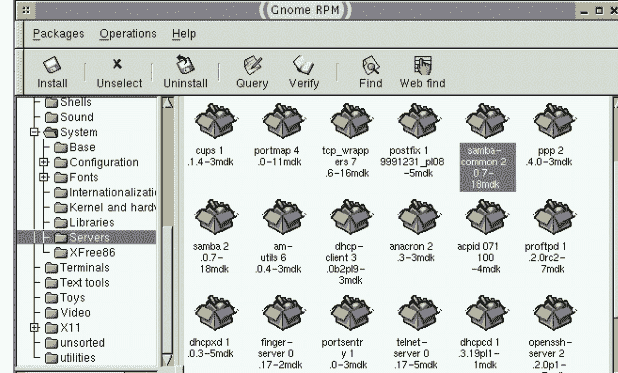 Gnome RPM
Packages Operations Help
Install Unselect Uninstall Query Verify Find Web find
Shells
Sound
System
Base
Configuration
Fonts
Internationalizati
Kernel and hardw
Libraries
Servers
XFree86
Terminals
Text tools
Toys
Video
X11
unsorted
utilities
cups 1
.1.4-3mdk
portmap 4
.0-11mdk
tcp_wrapp
ers 7
.6-16mdk
postfix 1
9991231_pl08
-5mdk
samba-
common 2
.0.7-
18mdk
ppp 2
.4.0-3mdk
samba 2
.0.7-
18mdk
am-
utils 6
.0.4-3mdk
dhcp-
client 3
.0b2pl9-
3mdk
anacron 2
.3-3mdk
acpid 071
100
-4mdk
proftpd 1
.2.0rc2-
7mdk
dhcpxd 1
.0.3-5mdk
finger-
server 0
.17-2mdk
portsentr
y 1
.0-3mdk
telnet-
server 0
.17-5mdk
dhcpcd 1
.3.19pl1-
1mdk
openssh-
server 2
.2.0p1-